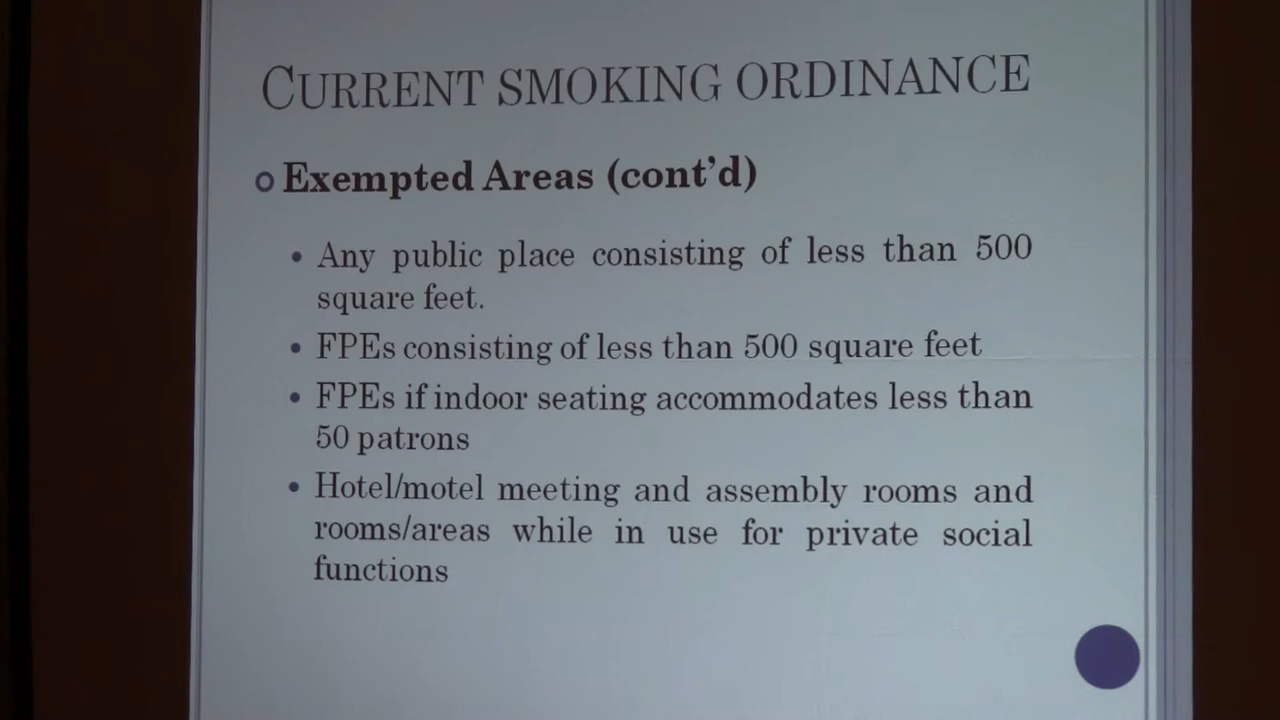 CURRENT SMOKING ORDINANCE
Exempted Areas (cont'd)
• Any public place consisting of less than 500
square feet.
• FPEs consisting of less than 500 square feet
• FPEs if indoor seating accommodates less than
50 patrons
• Hotel/motel meeting and assembly rooms and
rooms/areas while in use for private social
functions